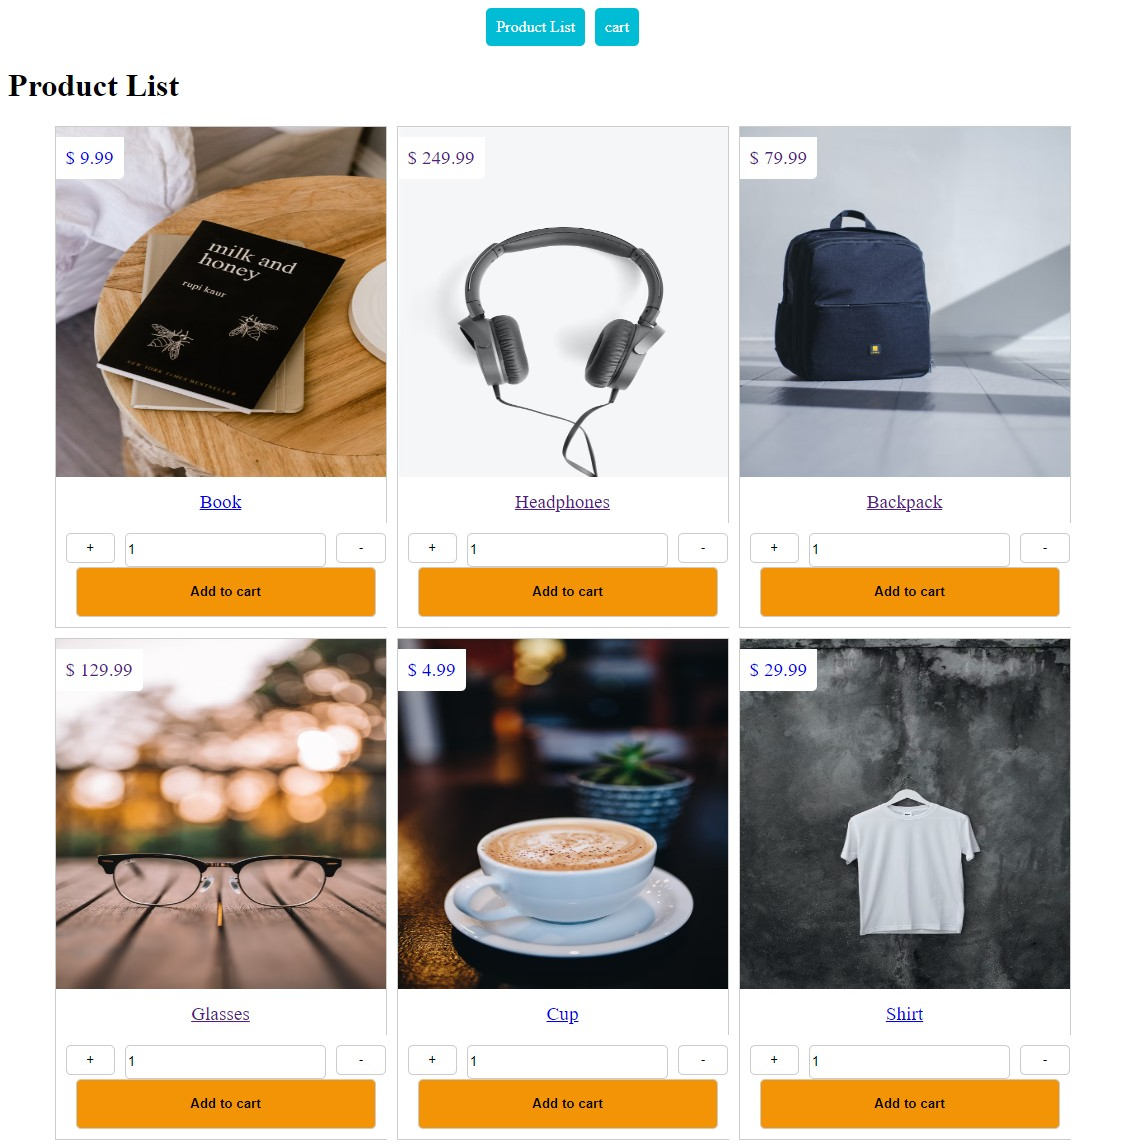 Product List
cart
Product List
$ 9.99
$ 249.99
$ 79.99
milk and
honey
rupi kaur
NEW YORK TIMES BESTSELLER
Book
Headphones
Backpack
+ 1 -
+ 1 -
+ 1 -
Add to cart
Add to cart
Add to cart
$ 129.99
$ 4.99
$ 29.99
Glasses
Cup
Shirt
+ 1 -
+ 1 -
+ 1 -
Add to cart
Add to cart
Add to cart